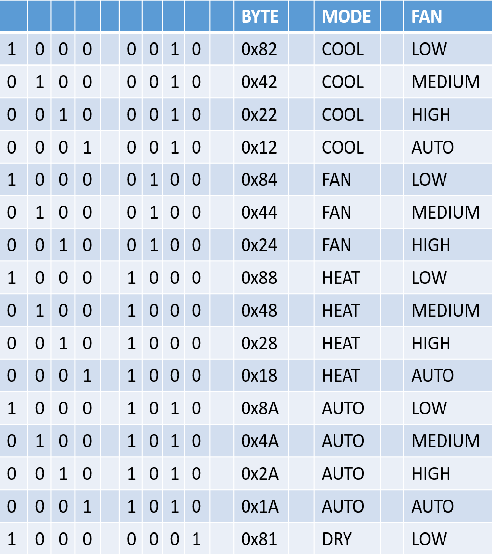 BYTE MODE FAN
1 0 0 0 0 0 1 0 0x82 COOL LOW
0 1 0 0 0 0 1 0 0x42 COOL MEDIUM
0 0 1 0 0 0 1 0 0x22 COOL HIGH
0 0 0 1 0 0 1 0 0x12 COOL AUTO
1 0 0 0 0 1 0 0 0x84 FAN LOW
0 1 0 0 0 1 0 0 0x44 FAN MEDIUM
0 0 1 0 0 1 0 0 0x24 FAN HIGH
1 0 0 0 1 0 0 0 0x88 HEAT LOW
0 1 0 0 1 0 0 0 0x48 HEAT MEDIUM
0 0 1 0 1 0 0 0 0x28 HEAT HIGH
0 0 0 1 1 0 0 0 0x18 HEAT AUTO
1 0 0 0 1 0 1 0 0x8A AUTO LOW
0 1 0 0 1 0 1 0 0x4A AUTO MEDIUM
0 0 1 0 1 0 1 0 0x2A AUTO HIGH
0 0 0 1 1 0 1 0 0x1A AUTO AUTO
1 0 0 0 0 0 0 1 0x81 DRY LOW